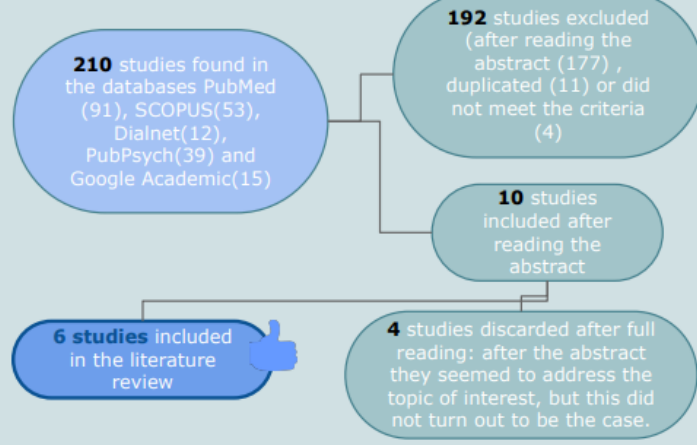 210 studies found in
the databases PubMed
(91), SCOPUS(53),
Dialnet(12),
PubPsych(39) and
Google Academic(15)
192 studies excluded
(after reading the
abstract (177) ,
duplicated (11) or did
not meet the criteria
(4)
10 studies
included after
reading the
abstract
6 studies included
in the literature
review
4 studies discarded after full
reading: after the abstract
they seemed to address the
topic of interest, but this did
not turn out to be the case.